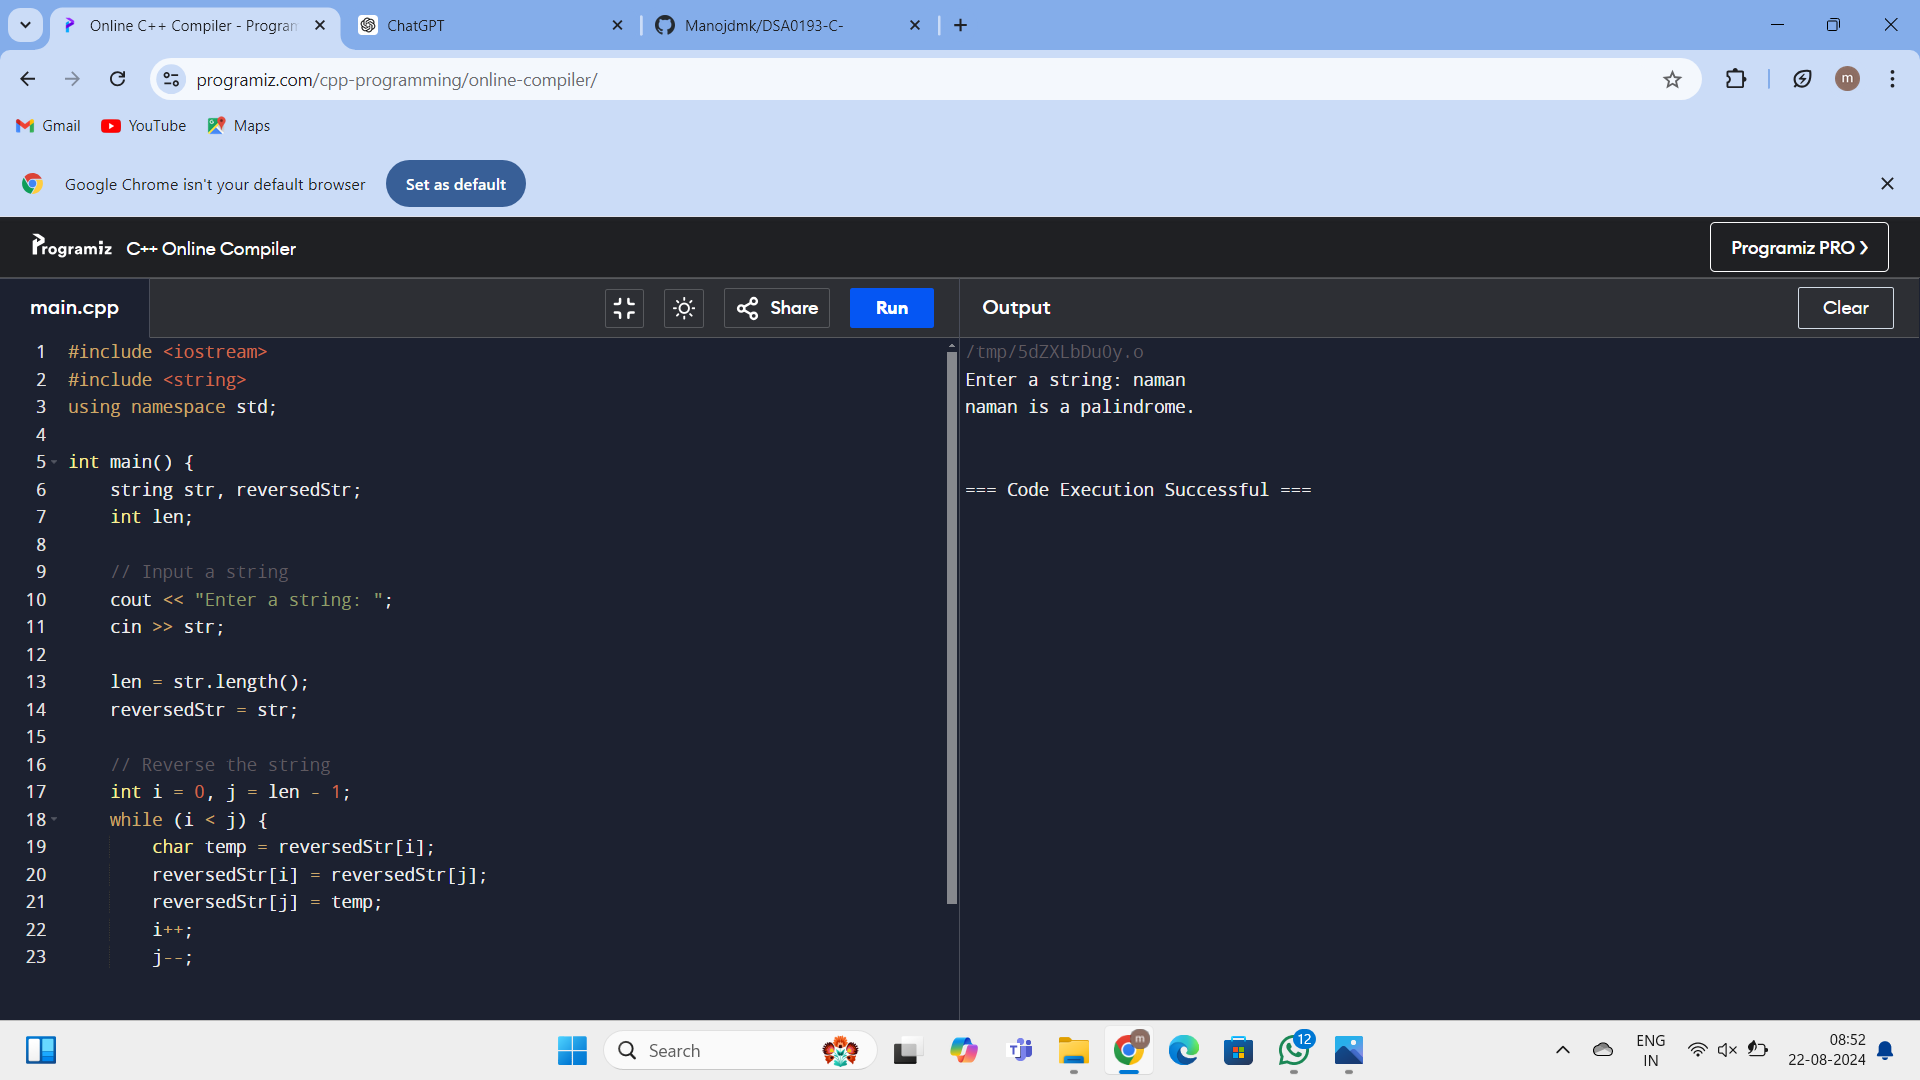 Online C++ Compiler - Program
ChatGPT
Manojdmk/DSA0193-C-
programiz.com/cpp-programming/online-compiler/
m
Gmail
YouTube
Maps
Google Chrome isn't your default browser
Set as default
Programiz
C++ Online Compiler
Programiz PRO
main.cpp
Share
Run
Output
Clear
1 #include <iostream>
2 #include <string>
3 using namespace std;
4
5 int main() {
6     string str, reversedStr;
7     int len;
8
9     // Input a string
10     cout << "Enter a string: ";
11     cin >> str;
12
13     len = str.length();
14     reversedStr = str;
15
16     // Reverse the string
17     int i = 0, j = len - 1;
18     while (i < j) {
19         char temp = reversedStr[i];
20         reversedStr[i] = reversedStr[j];
21         reversedStr[j] = temp;
22         i++;
23         j--;
/tmp/5dZXLbDuOy.o
Enter a string: naman
naman is a palindrome.
=== Code Execution Successful ===
Search
m
12
ENG
IN
08:52
22-08-2024